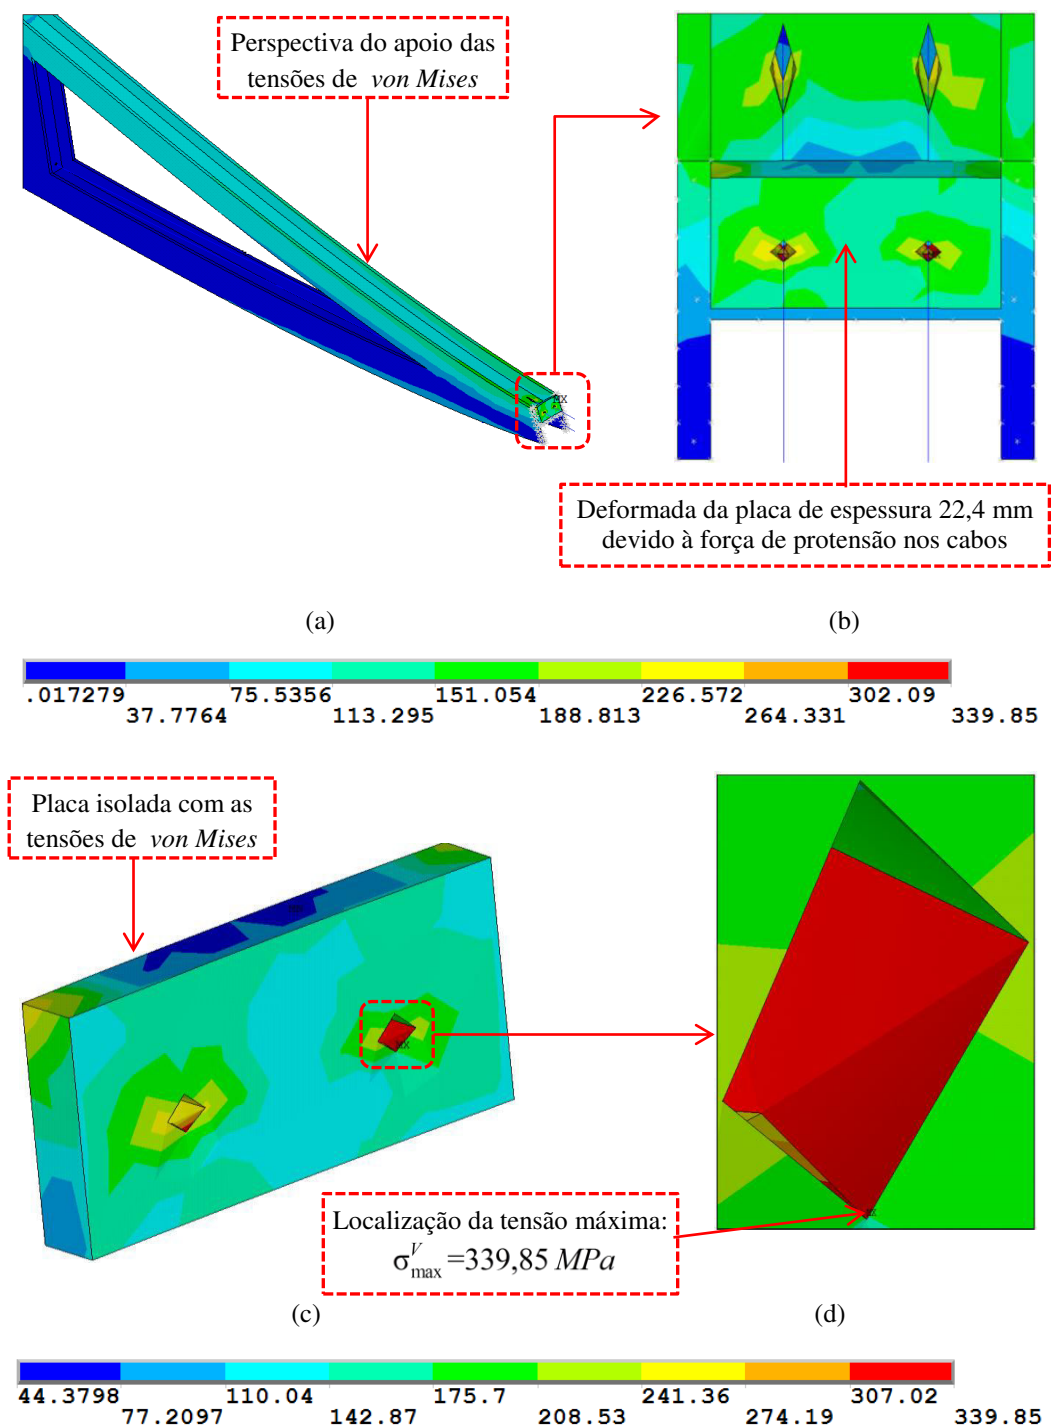 Perspectiva do apoio das
tensões de von Mises
MX
Deformada da placa de espessura 22,4 mm
devido à força de protensão nos cabos
(a)
(b)
.017279 75.5356 151.054 226.572 302.09
37.7764 113.295 188.813 264.331 339.85
Placa isolada com as
tensões de von Mises
MX
Localização da tensão máxima:
σ^V_max =339,85 MPa
(c)
(d)
44.3798 110.04 175.7 241.36 307.02
77.2097 142.87 208.53 274.19 339.85